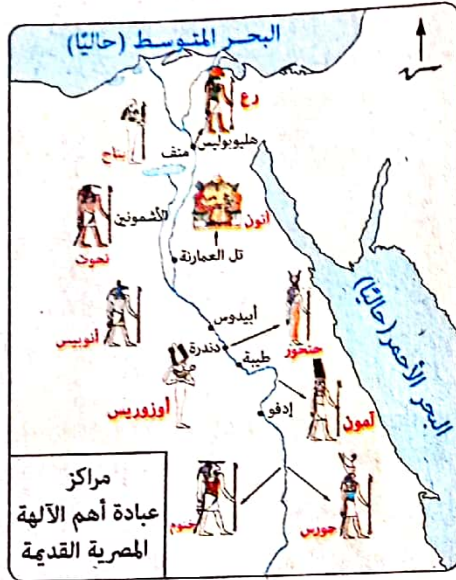 البحر المتوسط (حاليًا)
رع
هليوبوليس
منف
بتاح
الأشمونين
أتون
تحوت
تل العمارنة
البحر الأحمر (حاليًا)
أبيدوس
أنوبيس
حتحور
دندرة
طيبة
أوزوريس
آمون
إدفو
خنوم
حورس
مراكز
عبادة أهم الآلهة
المصرية القديمة